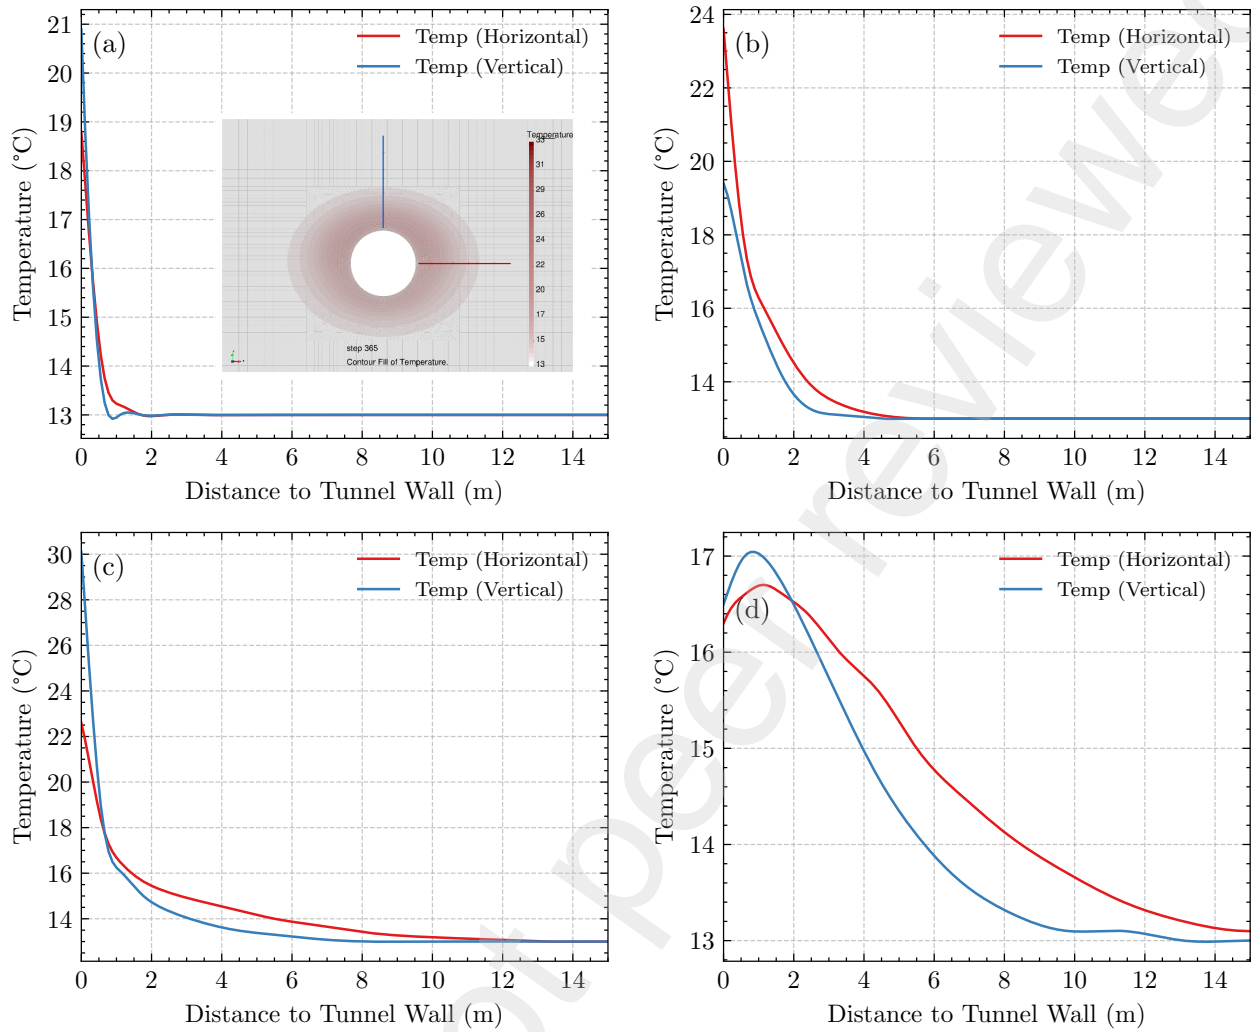 (a)
Temp (Horizontal)
Temp (Vertical)
21
20
19
18
17
16
15
14
13
Temperature (°C)
0 2 4 6 8 10 12 14
Distance to Tunnel Wall (m)
Temperature
33
31
29
26
24
22
20
17
15
13
step 365
Contour Fill of Temperature.
(b)
Temp (Horizontal)
Temp (Vertical)
24
22
20
18
16
14
Temperature (°C)
0 2 4 6 8 10 12 14
Distance to Tunnel Wall (m)
(c)
Temp (Horizontal)
Temp (Vertical)
30
28
26
24
22
20
18
16
14
Temperature (°C)
0 2 4 6 8 10 12 14
Distance to Tunnel Wall (m)
(d)
Temp (Horizontal)
Temp (Vertical)
17
16
15
14
13
Temperature (°C)
0 2 4 6 8 10 12 14
Distance to Tunnel Wall (m)
peer